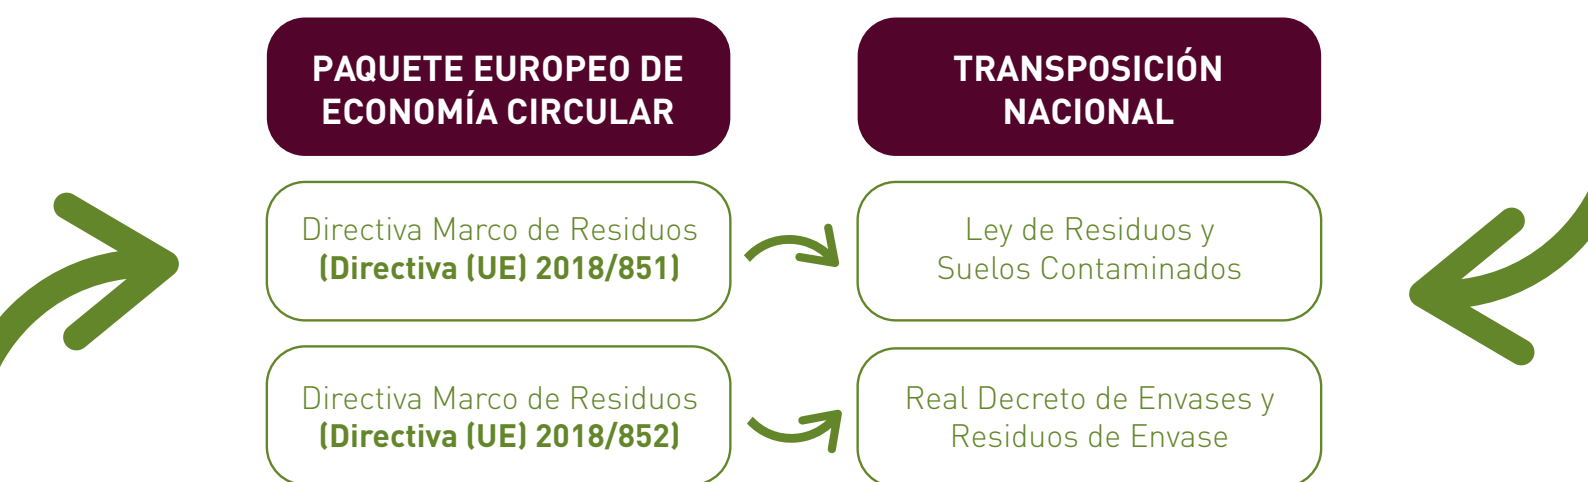 PAQUETE EUROPEO DE
ECONOMÍA CIRCULAR
TRANSPOSICIÓN
NACIONAL
Directiva Marco de Residuos
(Directiva (UE) 2018/851)
Ley de Residuos y
Suelos Contaminados
Directiva Marco de Residuos
(Directiva (UE) 2018/852)
Real Decreto de Envases y
Residuos de Envase